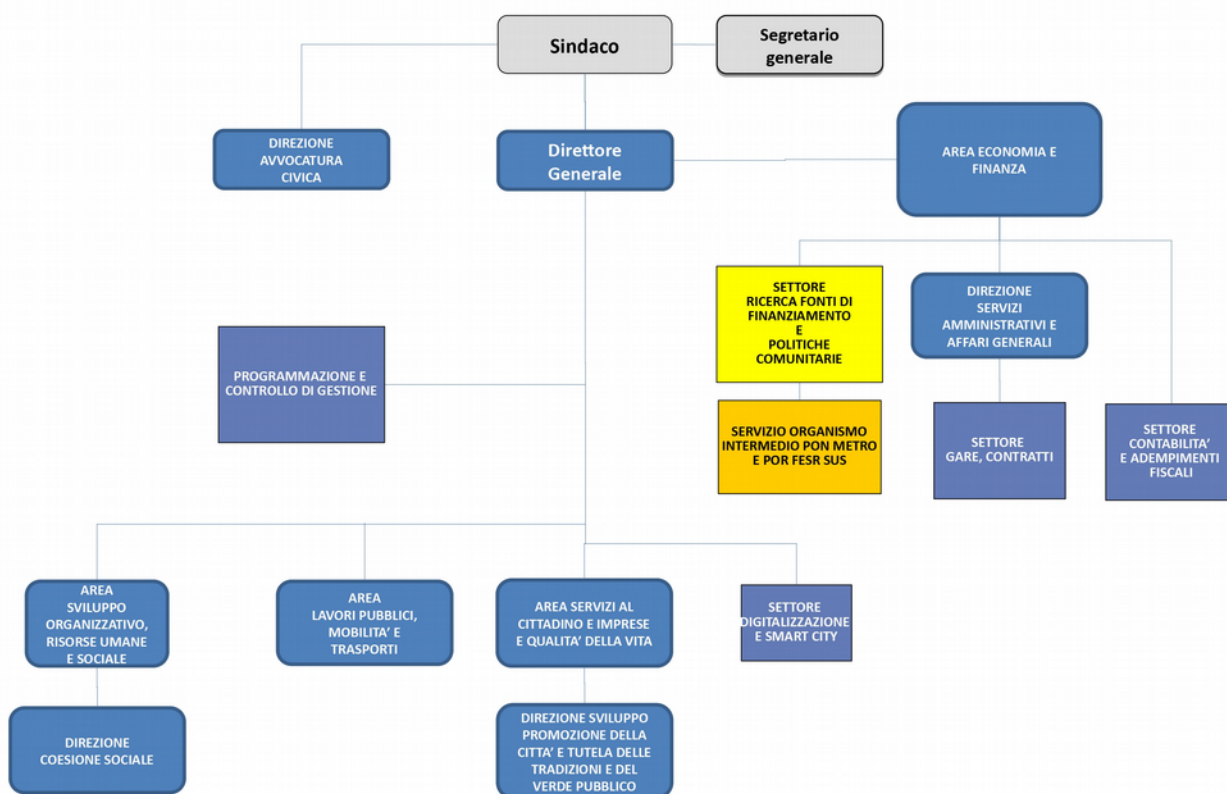 Sindaco
Segretario
generale
DIREZIONE
AVVOCATURA
CIVICA
Direttore
Generale
AREA ECONOMIA E
FINANZA
SETTORE
RICERCA FONTI DI
FINANZIAMENTO
E
POLITICHE
COMUNITARIE
DIREZIONE
SERVIZI
AMMINISTRATIVI E
AFFARI GENERALI
PROGRAMMAZIONE E
CONTROLLO DI GESTIONE
SERVIZIO ORGANISMO
INTERMEDIO PON METRO
E POR FESR SUS
SETTORE
GARE, CONTRATTI
SETTORE
CONTABILITA’
E ADEMPIMENTI
FISCALI
AREA
SVILUPPO
ORGANIZZATIVO,
RISORSE UMANE
E SOCIALE
AREA
LAVORI PUBBLICI,
MOBILITA’ E
TRASPORTI
AREA SERVIZI AL
CITTADINO E IMPRESE
E QUALITA’ DELLA VITA
SETTORE
DIGITALIZZAZIONE
E SMART CITY
DIREZIONE
COESIONE SOCIALE
DIREZIONE SVILUPPO
PROMOZIONE DELLA
CITTA’ E TUTELA DELLE
TRADIZIONI E DEL
VERDE PUBBLICO